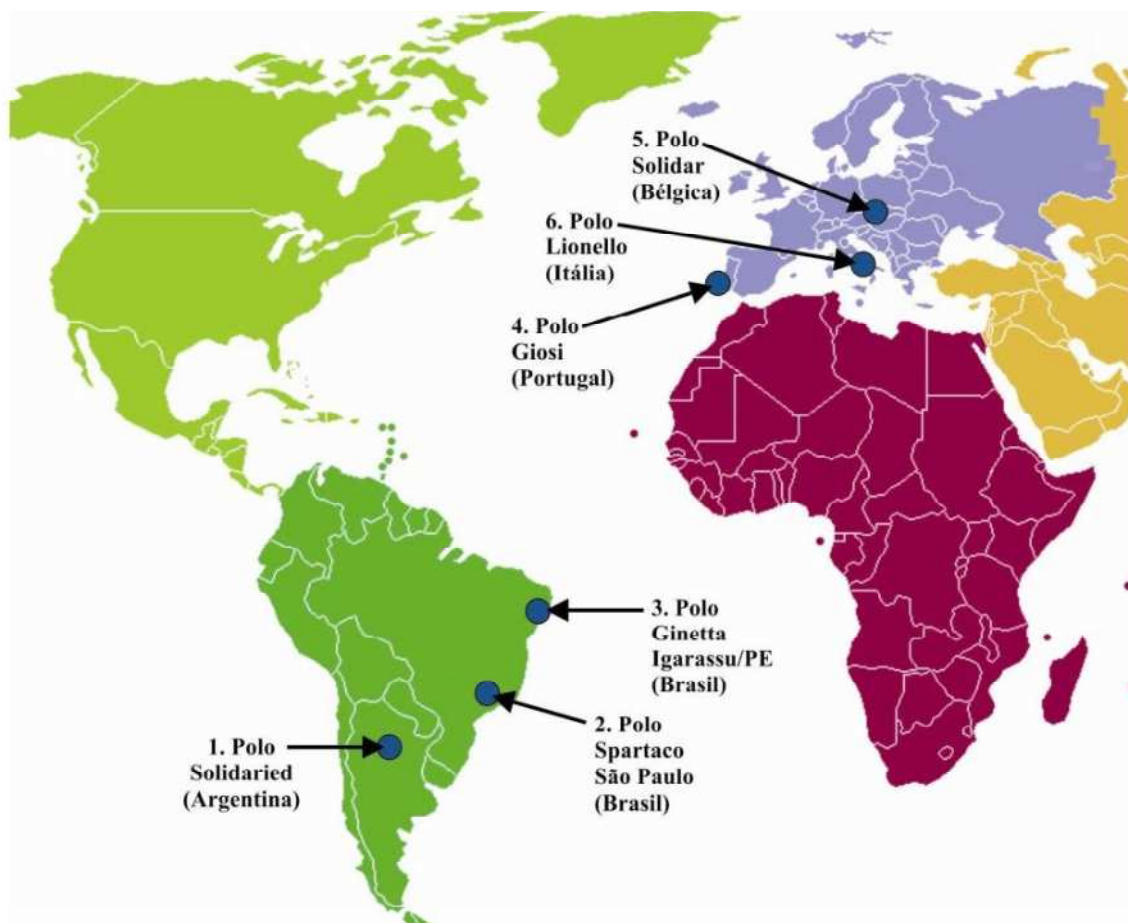 5. Polo
Solidar
(Bélgica)
6. Polo
Lionello
(Itália)
4. Polo
Giosi
(Portugal)
3. Polo
Ginetta
Igarassu/PE
(Brasil)
2. Polo
Spartaco
São Paulo
(Brasil)
1. Polo
Solidaried
(Argentina)